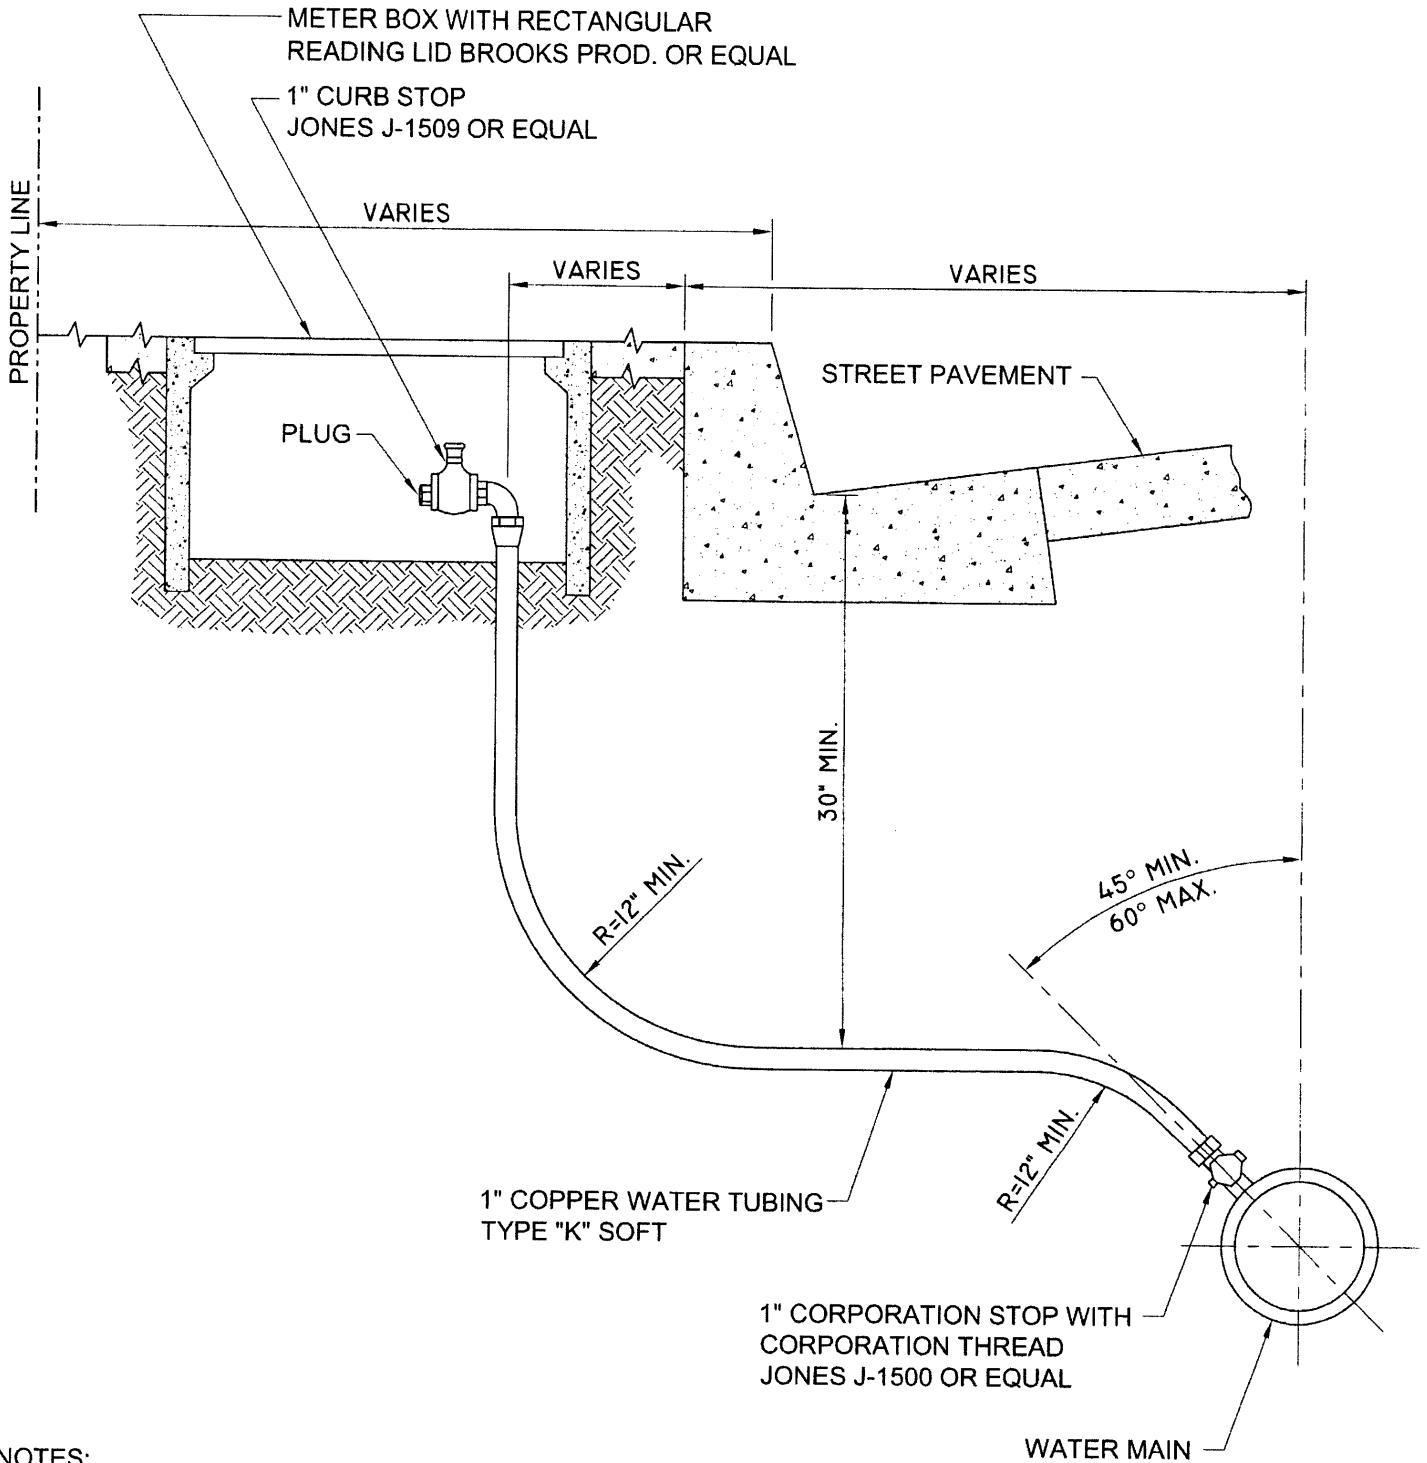 METER BOX WITH RECTANGULAR
READING LID BROOKS PROD. OR EQUAL
1" CURB STOP
JONES J-1509 OR EQUAL
PROPERTY LINE
VARIES
VARIES
VARIES
STREET PAVEMENT
PLUG
30" MIN.
45° MIN.
60° MAX.
R=12" MIN.
R=12" MIN.
1" COPPER WATER TUBING
TYPE "K" SOFT
1" CORPORATION STOP WITH
CORPORATION THREAD
JONES J-1500 OR EQUAL
WATER MAIN
NOTES: